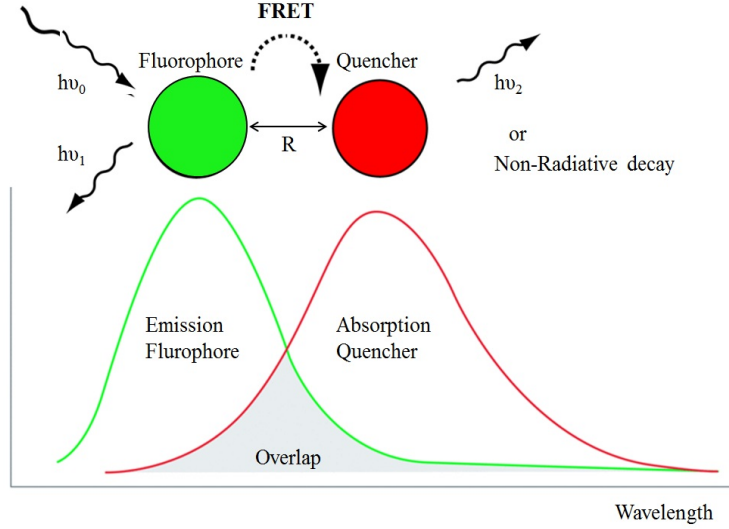 FRET
Fluorophore
Quencher
hυ0
hυ2
R
or
hυ1
Non-Radiative decay
Emission
Flurophore
Absorption
Quencher
Overlap
Wavelength